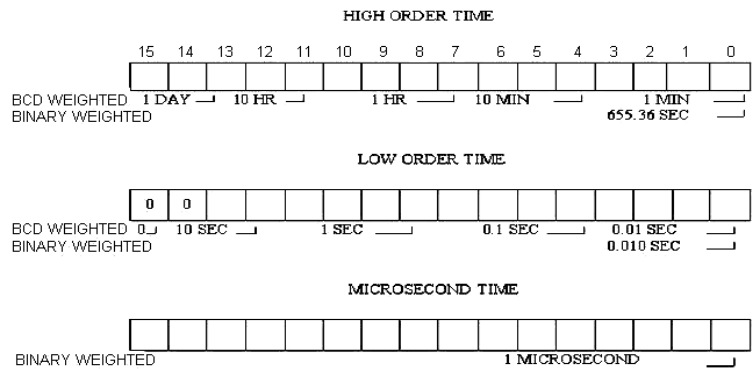 HIGH ORDER TIME
15 14 13 12 11 10 9 8 7 6 5 4 3 2 1 0
BCD WEIGHTED 1 DAY 10 HR 1 HR 10 MIN 1 MIN
BINARY WEIGHTED 655.36 SEC
LOW ORDER TIME
0 0
BCD WEIGHTED 0 10 SEC 1 SEC 0.1 SEC 0.01 SEC
BINARY WEIGHTED 0.010 SEC
MICROSECOND TIME
BINARY WEIGHTED 1 MICROSECOND